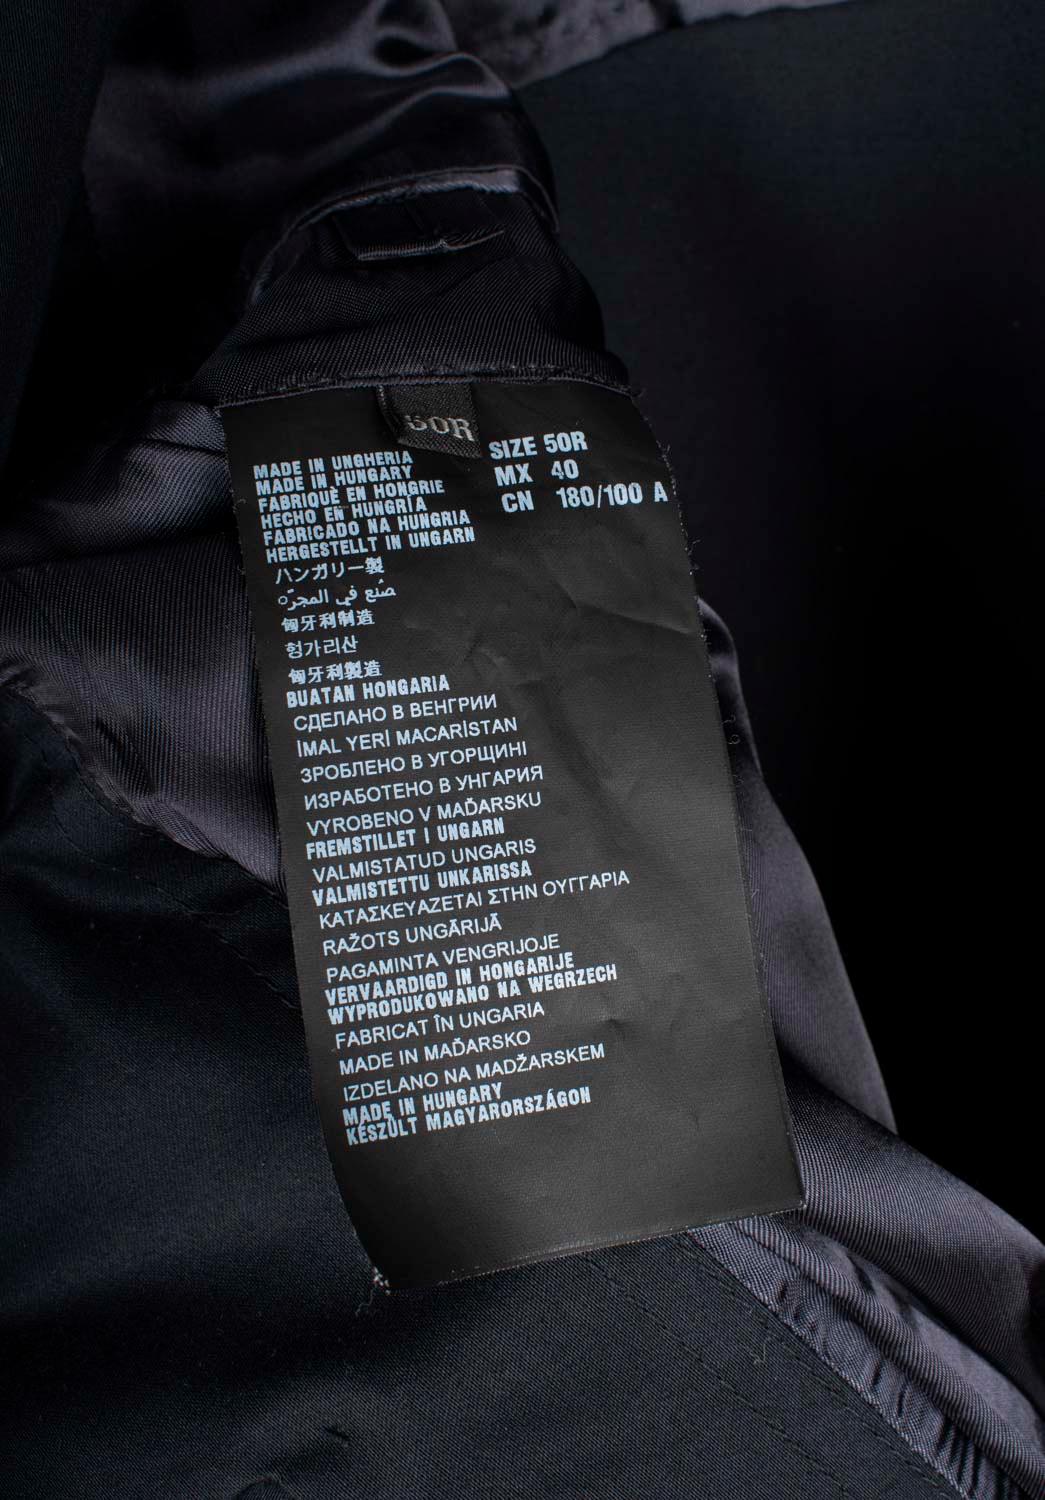 50R
MADE IN UNGHERIA
MADE IN HUNGARY
FABRIQUÈ EN HONGRIE
HECHO EN HUNGRÍA
FABRICADO NA HUNGRIA
HERGESTELLT IN UNGARN
ハンガリー製
صُنع في المجرّه
匈牙利制造
헝가리산
匈牙利製造
BUATAN HONGARIA
СДЕЛАНО В ВЕНГРИИ
İMAL YERİ MACARİSTAN
ЗРОБЛЕНО В УГОРЩИНІ
ИЗРАБОТЕНО В УНГАРИЯ
VYROBENO V MAĎARSKU
FREMSTILLET I UNGARN
VALMISTATUD UNGARIS
VALMISTETTU UNKARISSA
ΚΑΤΑΣΚΕΥΑΖΕΤΑΙ ΣΤΗΝ ΟΥΓΓΑΡΙΑ
RAŽOTS UNGĀRIJĀ
PAGAMINTA VENGRIJOJE
VERVAARDIGD IN HONGARIJE
WYPRODUKOWANO NA WEGRZECH
FABRICAT ÎN UNGARIA
MADE IN MAĎARSKO
IZDELANO NA MADŽARSKEM
MADE IN HUNGARY
KÉSZÜLT MAGYARORSZÁGON
SIZE 50R
MX 40
CN 180/100 A